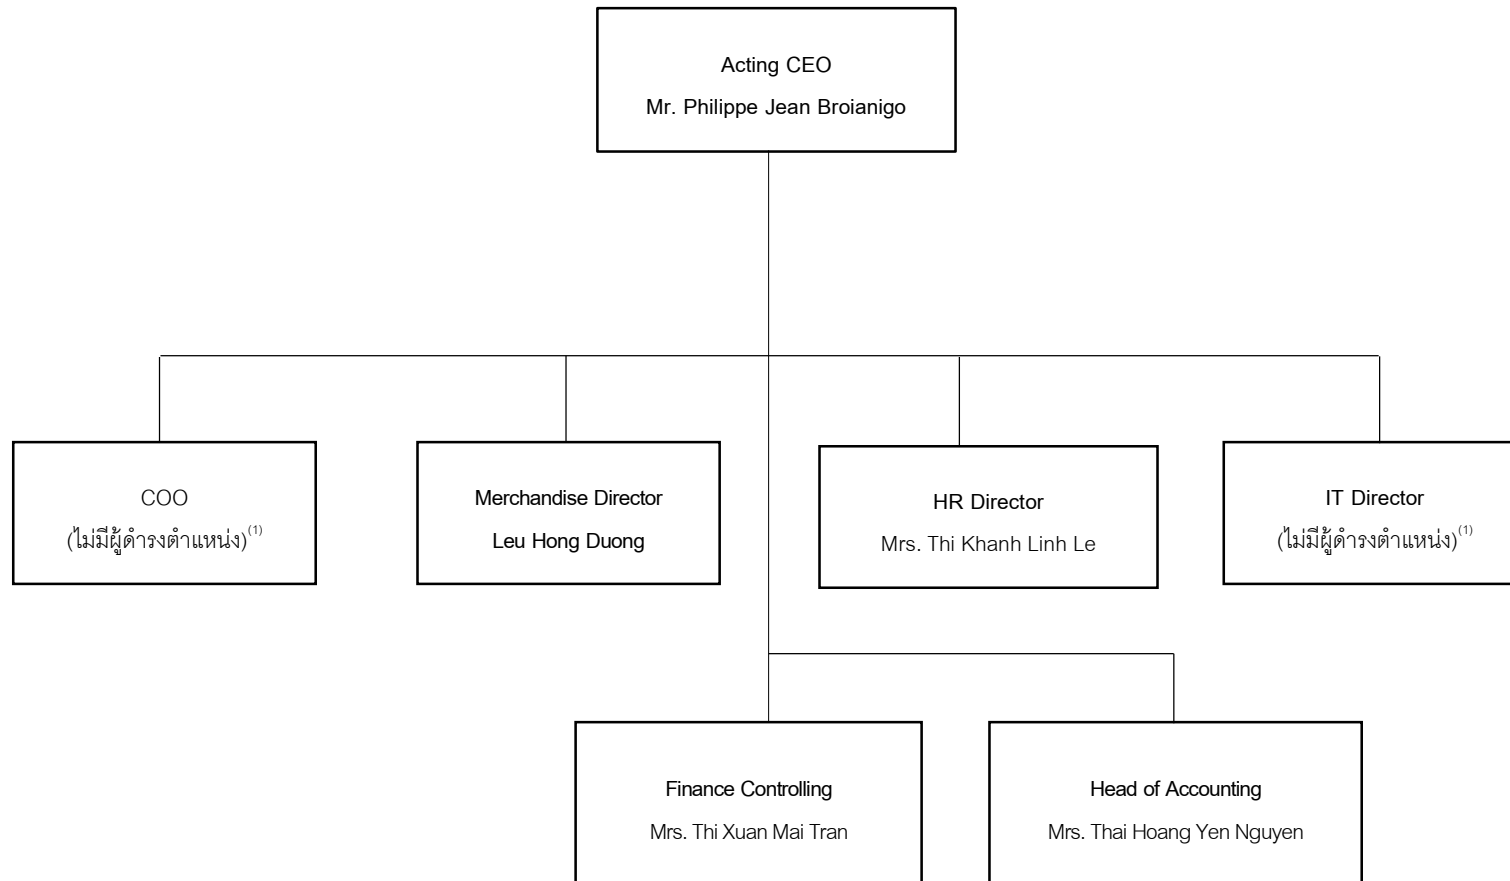 Acting CEO
Mr. Philippe Jean Broianigo
COO
(ไม่มีผู้ดำรงตำแหน่ง)(1)
Merchandise Director
Leu Hong Duong
HR Director
Mrs. Thi Khanh Linh Le
IT Director
(ไม่มีผู้ดำรงตำแหน่ง)(1)
Finance Controlling
Mrs. Thi Xuan Mai Tran
Head of Accounting
Mrs. Thai Hoang Yen Nguyen